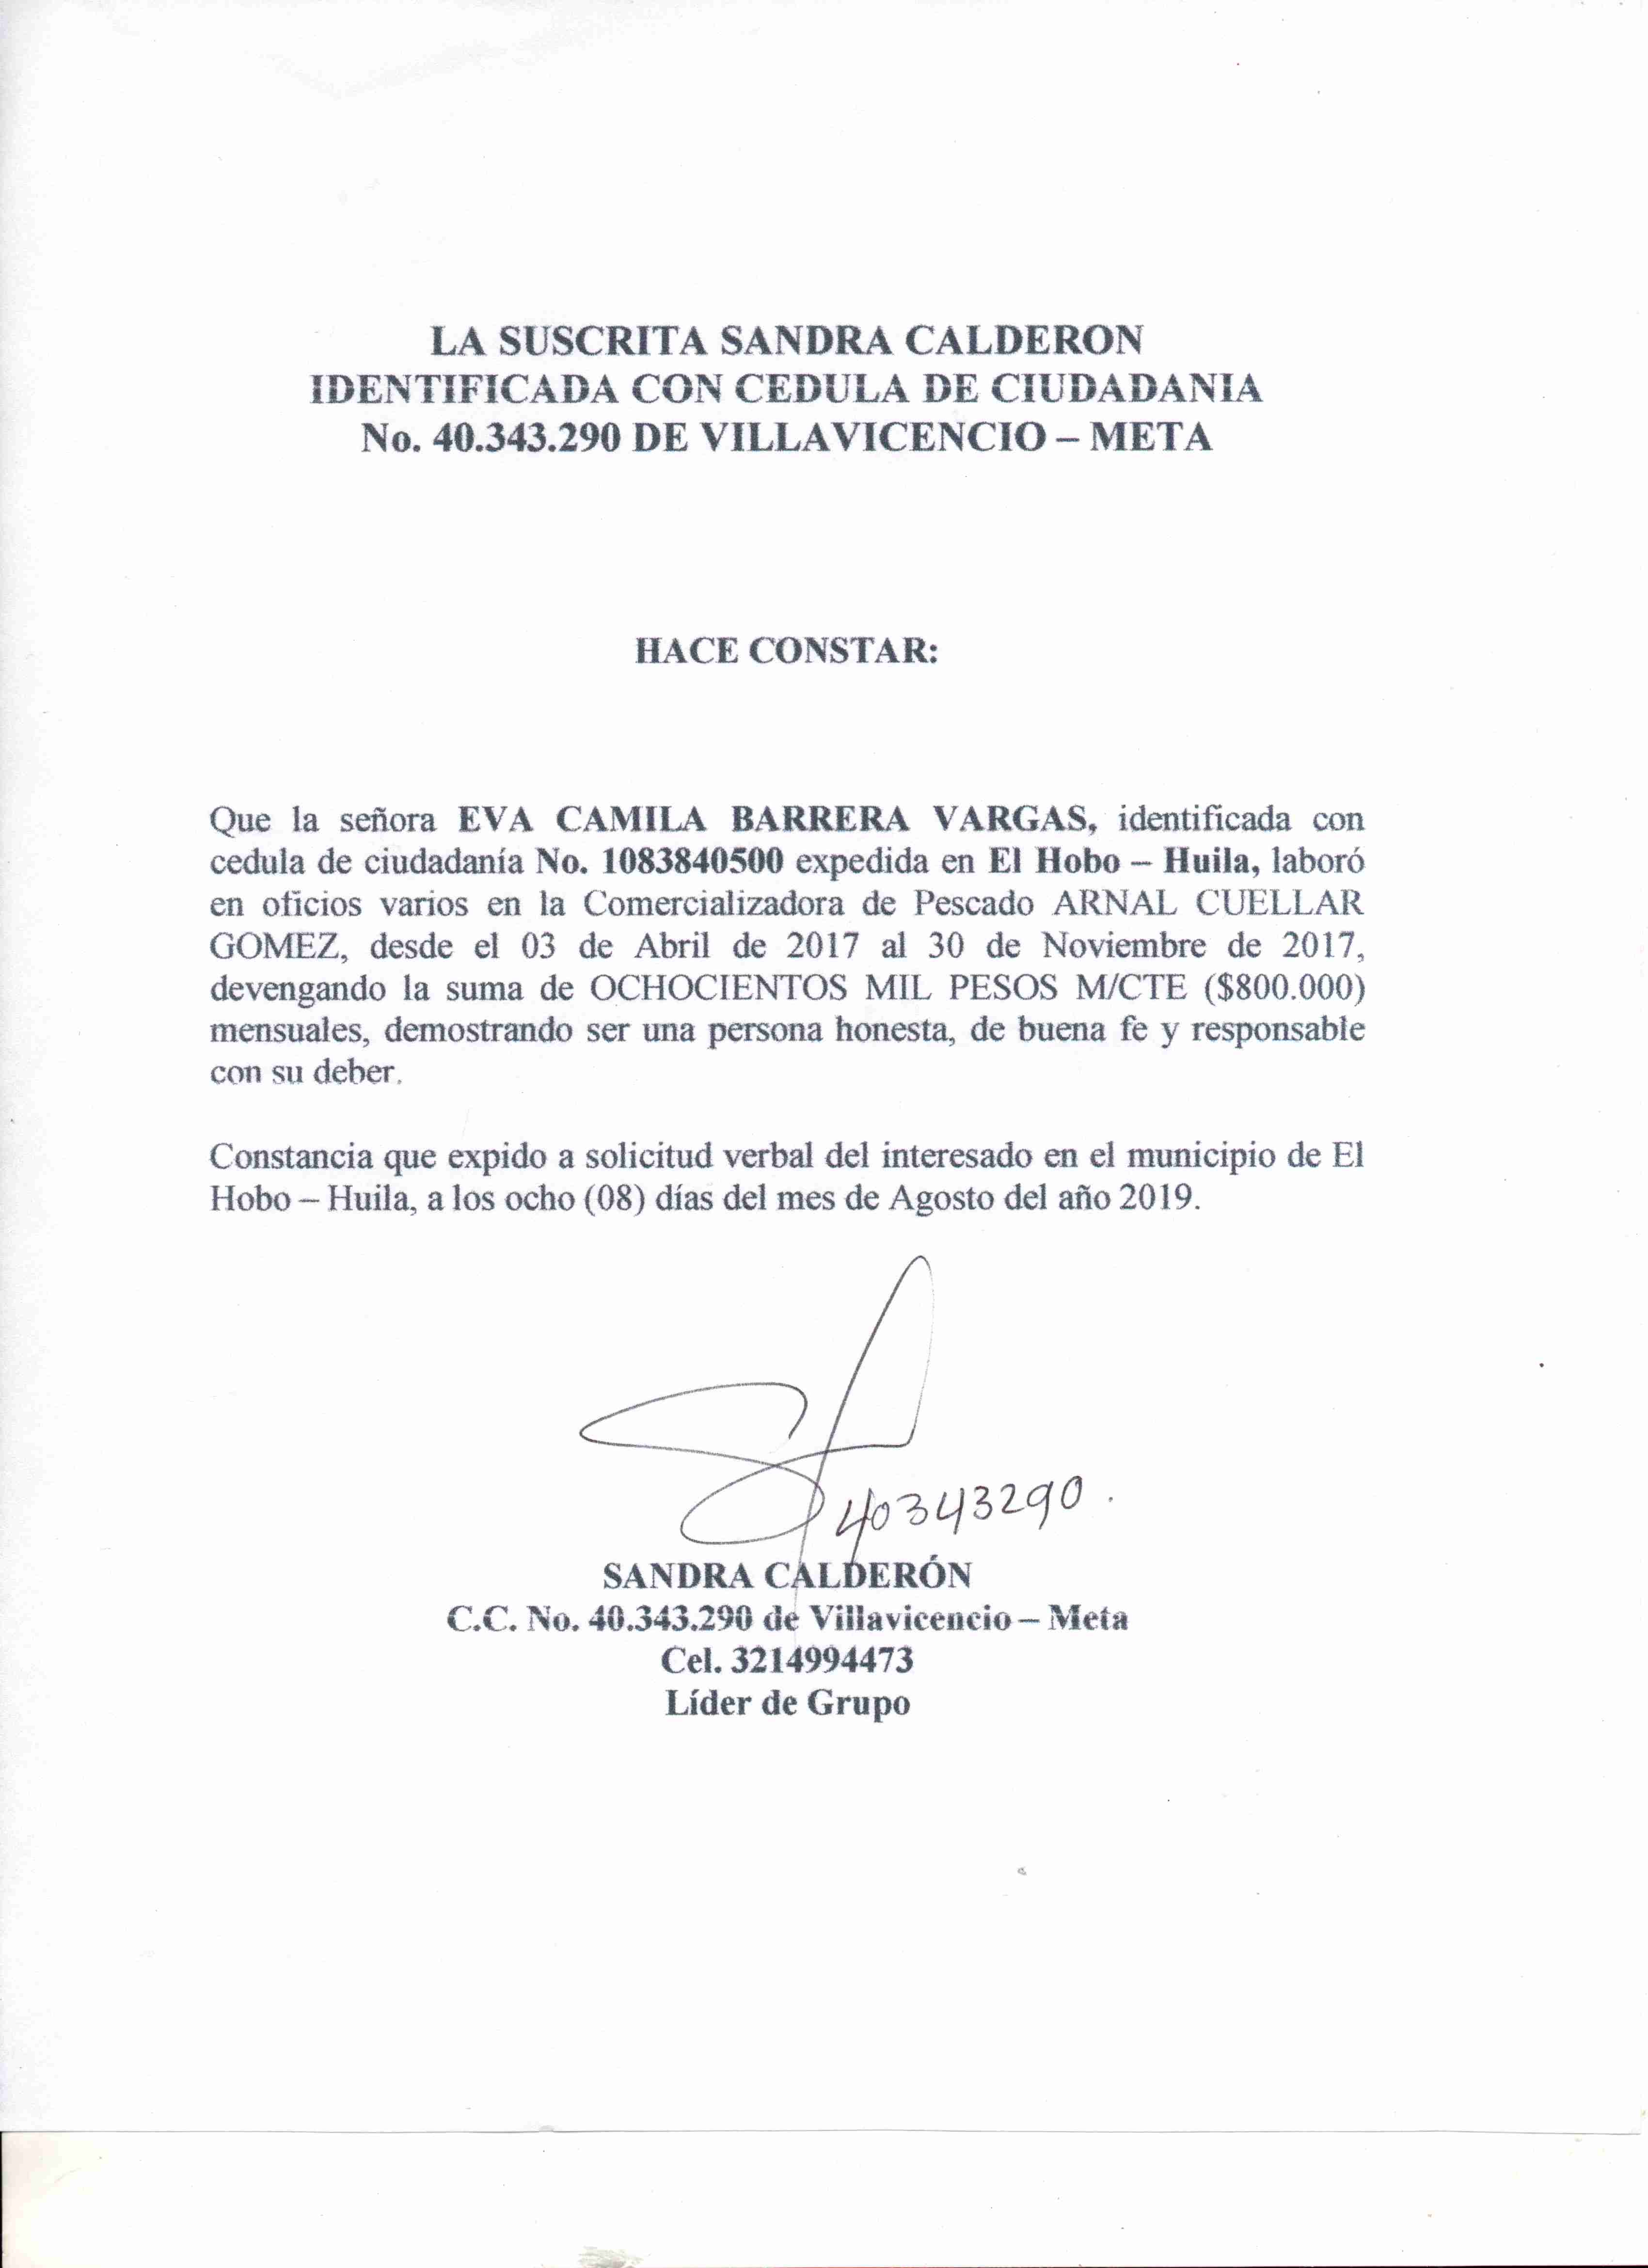 LA SUSCRITA SANDRA CALDERON
IDENTIFICADA CON CEDULA DE CIUDADANIA
No. 40.343.290 DE VILLAVICENCIO – META
HACE CONSTAR:
Que la señora EVA CAMILA BARRERA VARGAS, identificada con
cedula de ciudadanía No. 1083840500 expedida en El Hobo – Huila, laboró
en oficios varios en la Comercializadora de Pescado ARNAL CUELLAR
GOMEZ, desde el 03 de Abril de 2017 al 30 de Noviembre de 2017,
devengando la suma de OCHOCIENTOS MIL PESOS M/CTE ($800.000)
mensuales, demostrando ser una persona honesta, de buena fe y responsable
con su deber.
Constancia que expido a solicitud verbal del interesado en el municipio de El
Hobo – Huila, a los ocho (08) días del mes de Agosto del año 2019.
40343290.
SANDRA CALDERÓN
C.C. No. 40.343.290 de Villavicencio – Meta
Cel. 3214994473
Líder de Grupo